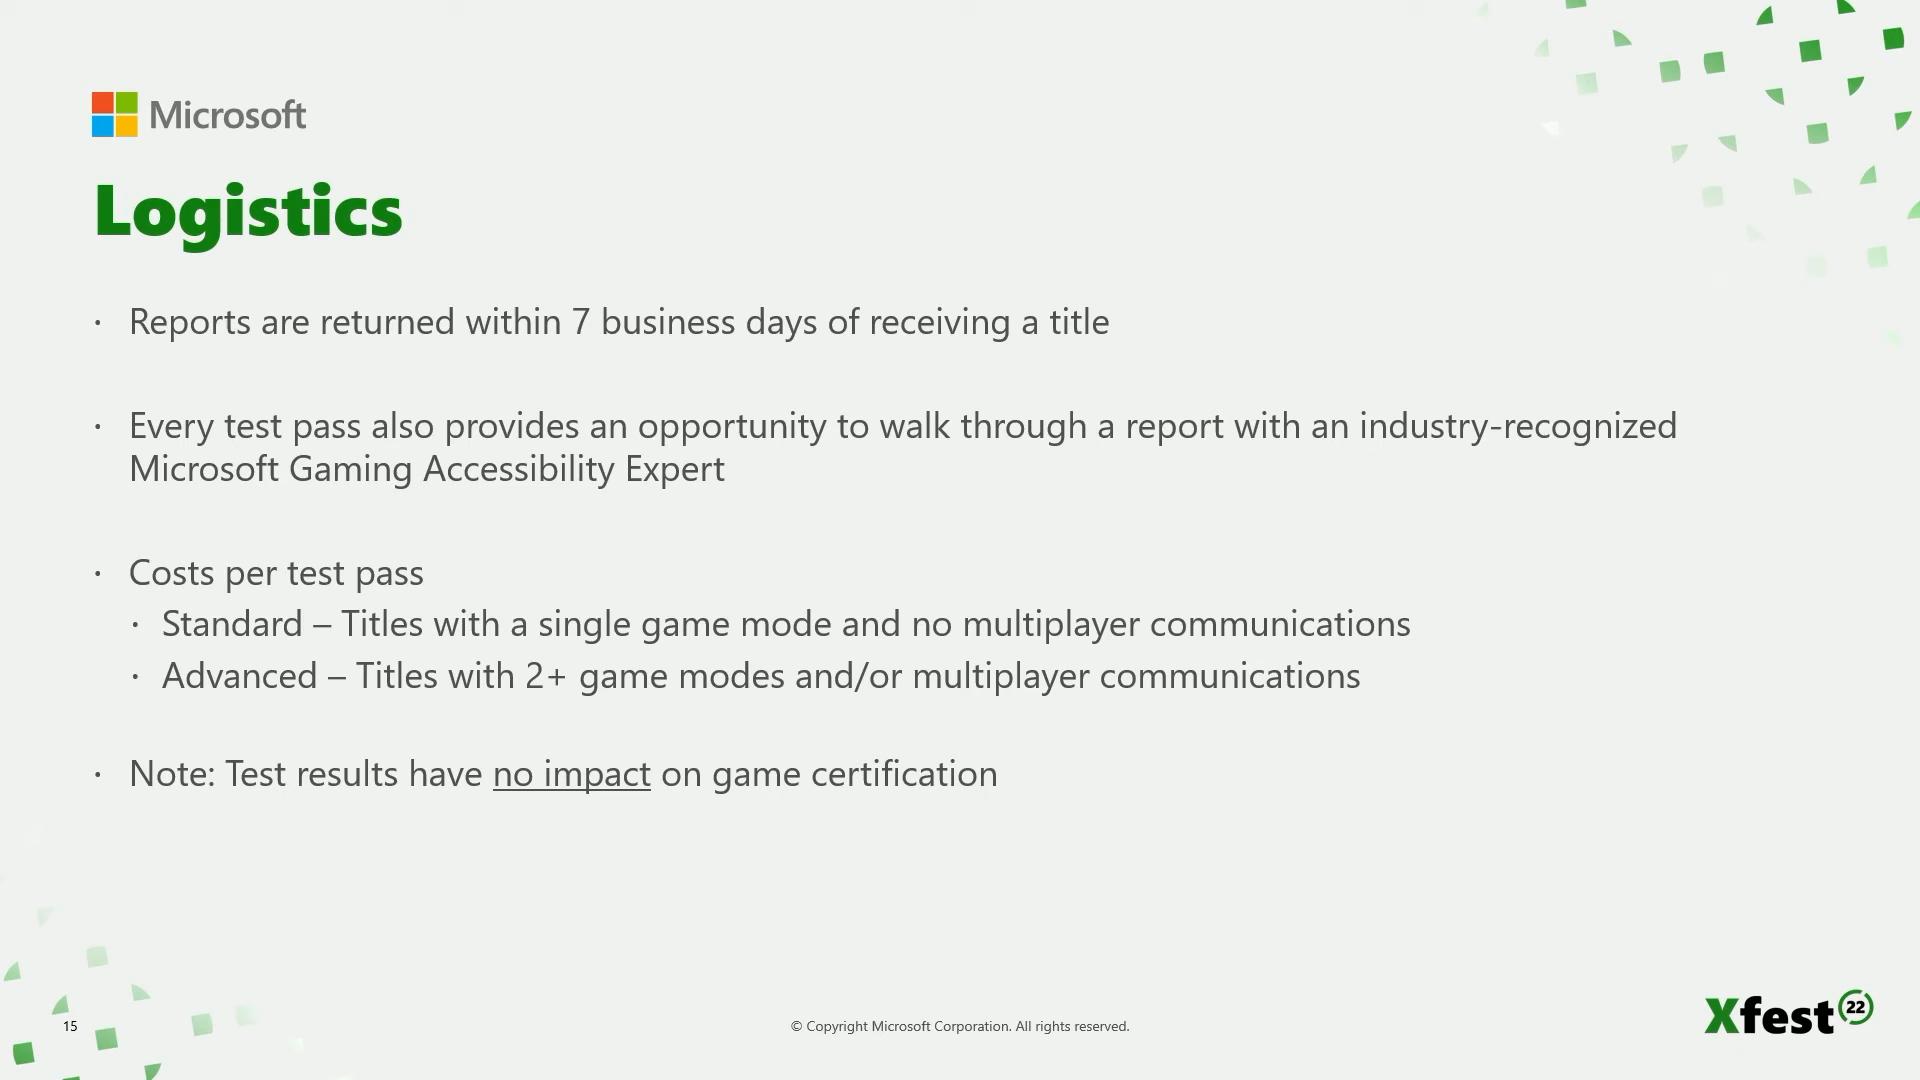 Microsoft
Logistics
· Reports are returned within 7 business days of receiving a title
· Every test pass also provides an opportunity to walk through a report with an industry-recognized
Microsoft Gaming Accessibility Expert
· Costs per test pass
· Standard – Titles with a single game mode and no multiplayer communications
· Advanced – Titles with 2+ game modes and/or multiplayer communications
· Note: Test results have no impact on game certification
15
© Copyright Microsoft Corporation. All rights reserved.
Xfest 22